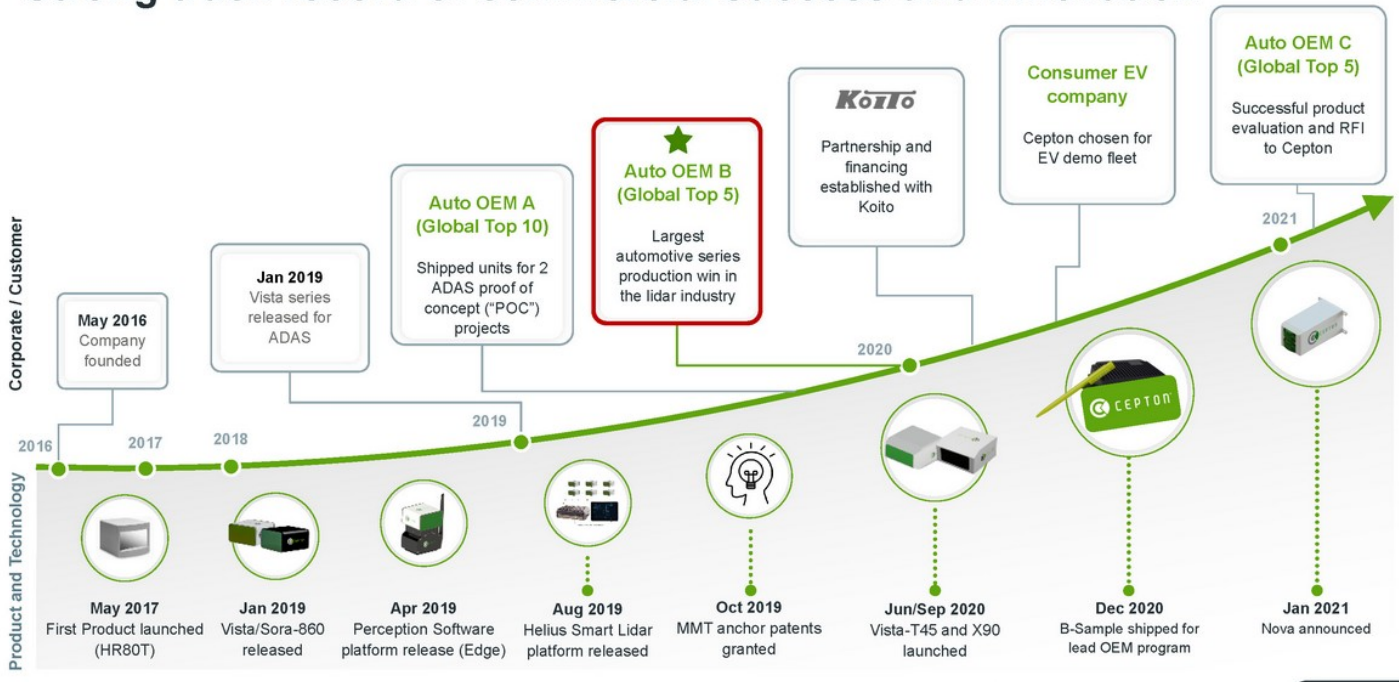 Corporate / Customer
Product and Technology
May 2016
Company
founded
Jan 2019
Vista series
released for
ADAS
Auto OEM A
(Global Top 10)
Shipped units for 2
ADAS proof of
concept (“POC”)
projects
Auto OEM B
(Global Top 5)
Largest
automotive series
production win in
the lidar industry
KOITO
Partnership and
financing
established with
Koito
Consumer EV
company
Cepton chosen for
EV demo fleet
Auto OEM C
(Global Top 5)
Successful product
evaluation and RFI
to Cepton
2016
2017
2018
2019
2020
2021
CEPTON
May 2017
First Product launched
(HR80T)
Jan 2019
Vista/Sora-860
released
Apr 2019
Perception Software
platform release (Edge)
Aug 2019
Helius Smart Lidar
platform released
Oct 2019
MMT anchor patents
granted
Jun/Sep 2020
Vista-T45 and X90
launched
Dec 2020
B-Sample shipped for
lead OEM program
Jan 2021
Nova announced